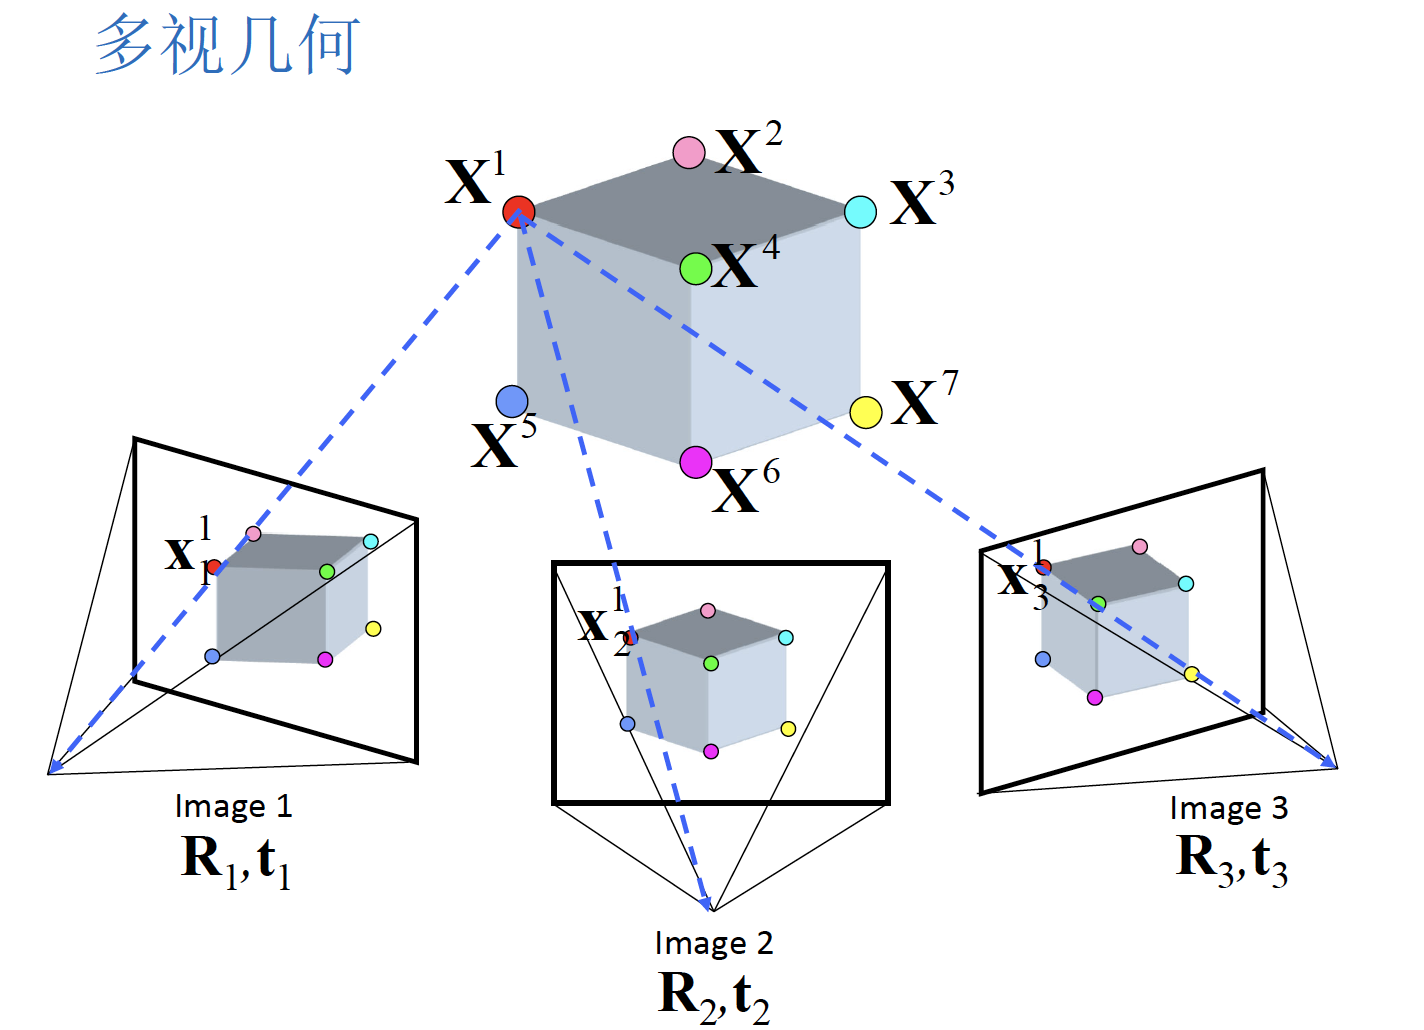 多视几何
X²
X¹
X³
X⁴
X⁷
X⁵
X⁶
x₁¹
x₂¹
x₃¹
Image 1
R₁,t₁
Image 3
R₃,t₃
Image 2
R₂,t₂